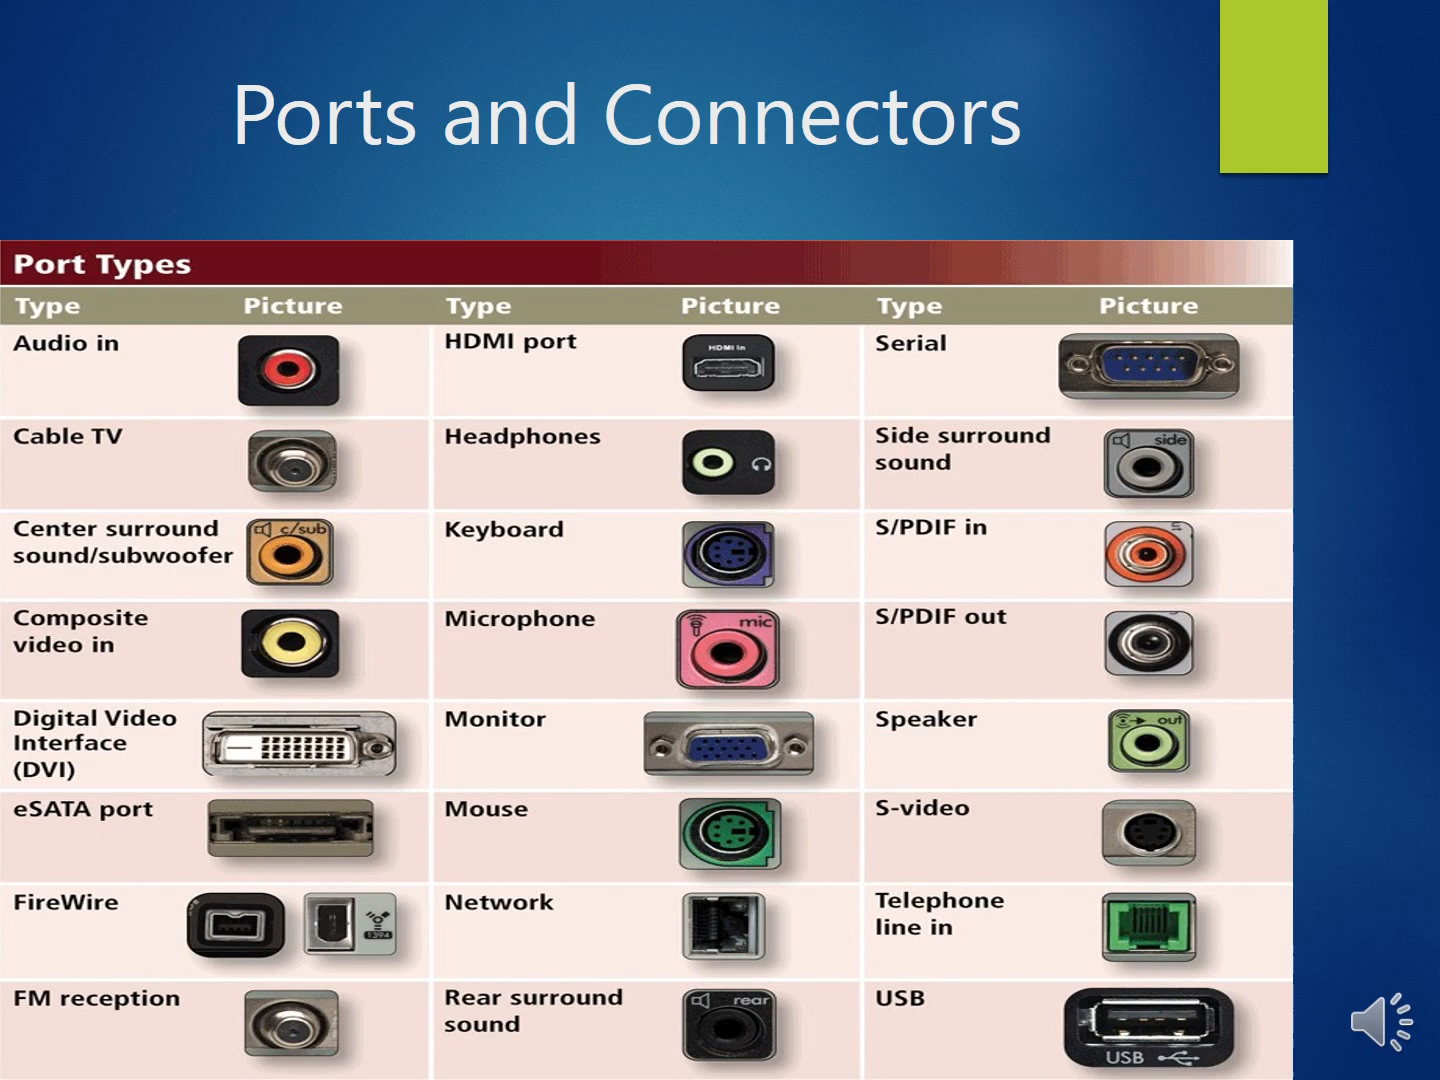 Ports and Connectors
Port Types
Type Picture Type Picture Type Picture
Audio in
HDMI port
HDMI In
Serial
Cable TV
Headphones
Side surround
sound
side
Center surround
sound/subwoofer
c/sub
Keyboard
S/PDIF in
Composite
video in
Microphone
mic
S/PDIF out
Digital Video
Interface
(DVI)
Monitor
Speaker
out
eSATA port
Mouse
S-video
FireWire
1394
Network
Telephone
line in
FM reception
Rear surround
sound
rear
USB
USB